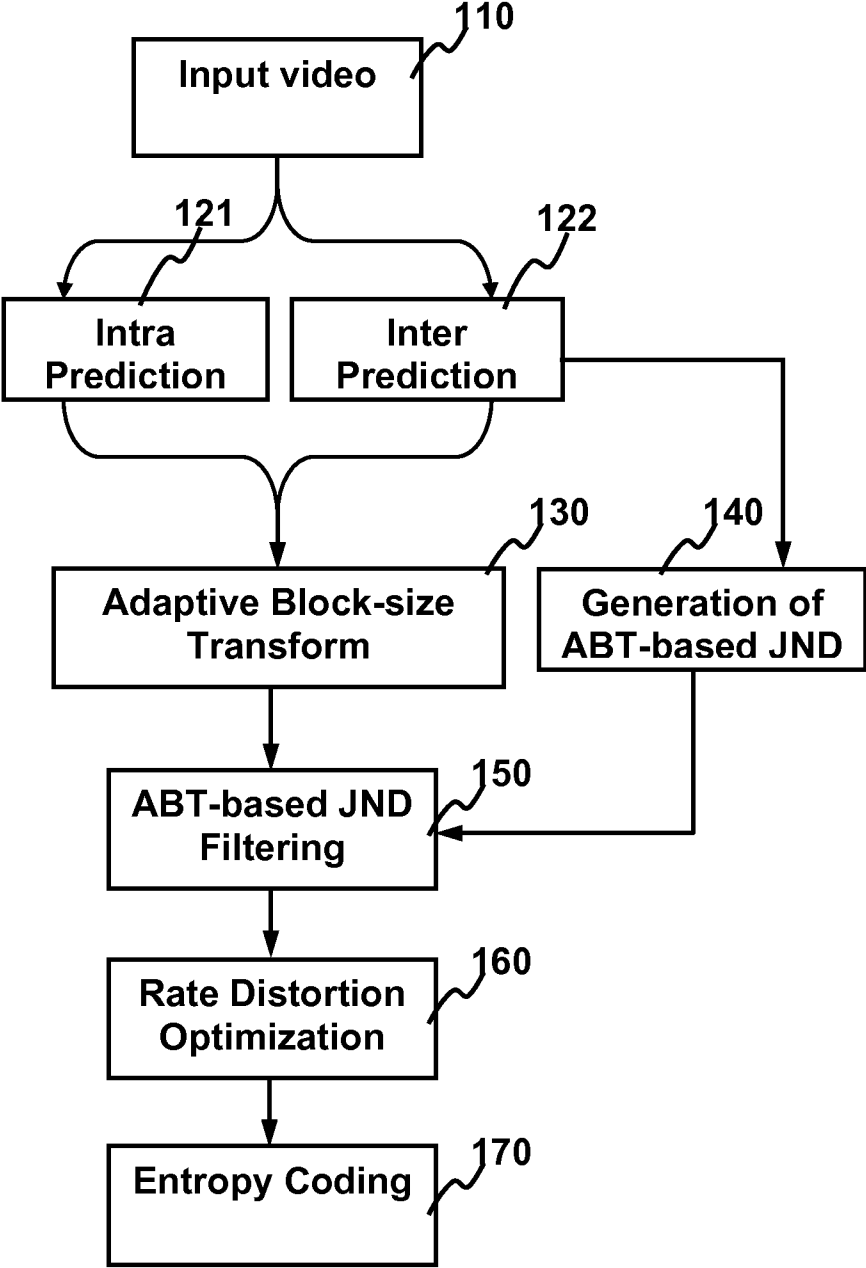 110
Input video
121
122
Intra
Prediction
Inter
Prediction
130
140
Adaptive Block-size
Transform
Generation of
ABT-based JND
150
ABT-based JND
Filtering
160
Rate Distortion
Optimization
170
Entropy Coding